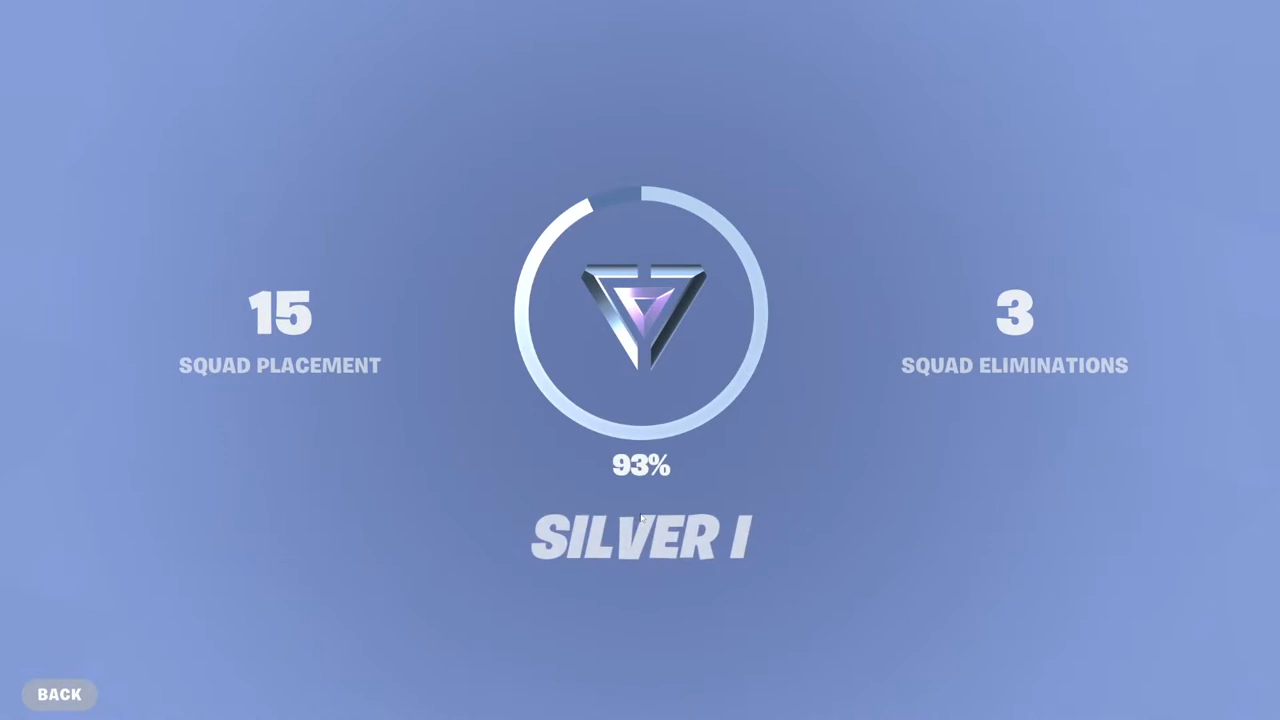 15
SQUAD PLACEMENT
3
SQUAD ELIMINATIONS
93%
SILVER I
BACK